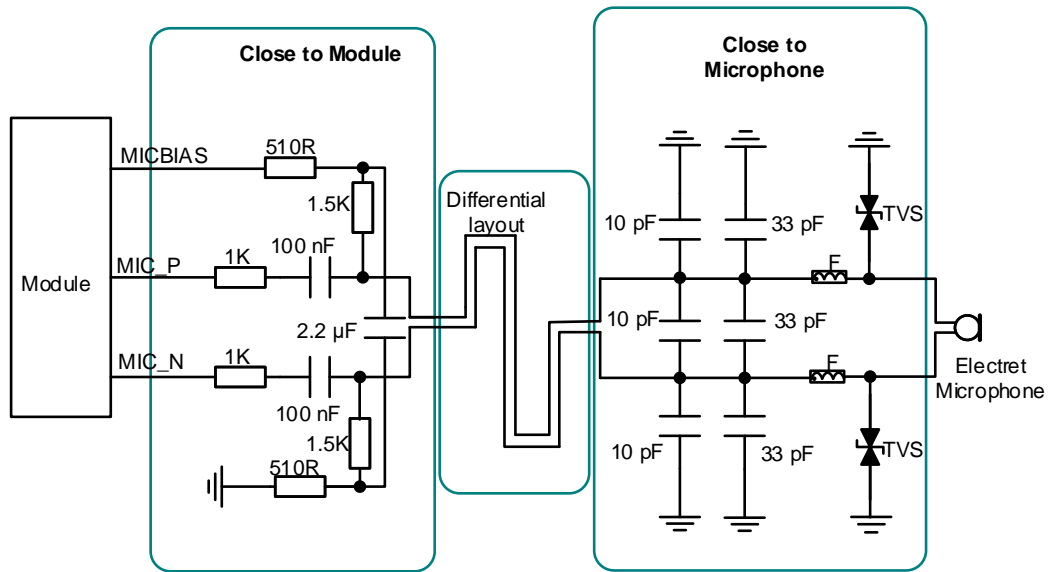 Close to Module
Close to
Microphone
MICBIAS
510R
1.5K
Differential
layout
10 pF
33 pF
TVS
100 nF
MIC_P
1K
Module
F
2.2 µF
10 pF
33 pF
MIC_N
1K
F
Electret
Microphone
100 nF
1.5K
10 pF
33 pF
TVS
510R